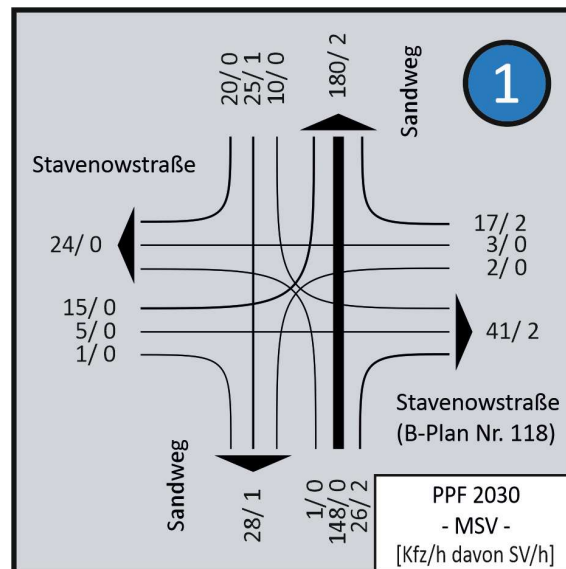 20/ 0
25/ 1
10/ 0
180/ 2
Sandweg
1
Stavenowstraße
24/ 0
17/ 2
3/ 0
2/ 0
15/ 0
5/ 0
1/ 0
41/ 2
Stavenowstraße
(B-Plan Nr. 118)
Sandweg
28/ 1
1/ 0
148/ 0
26/ 2
PPF 2030
- MSV -
[Kfz/h davon SV/h]